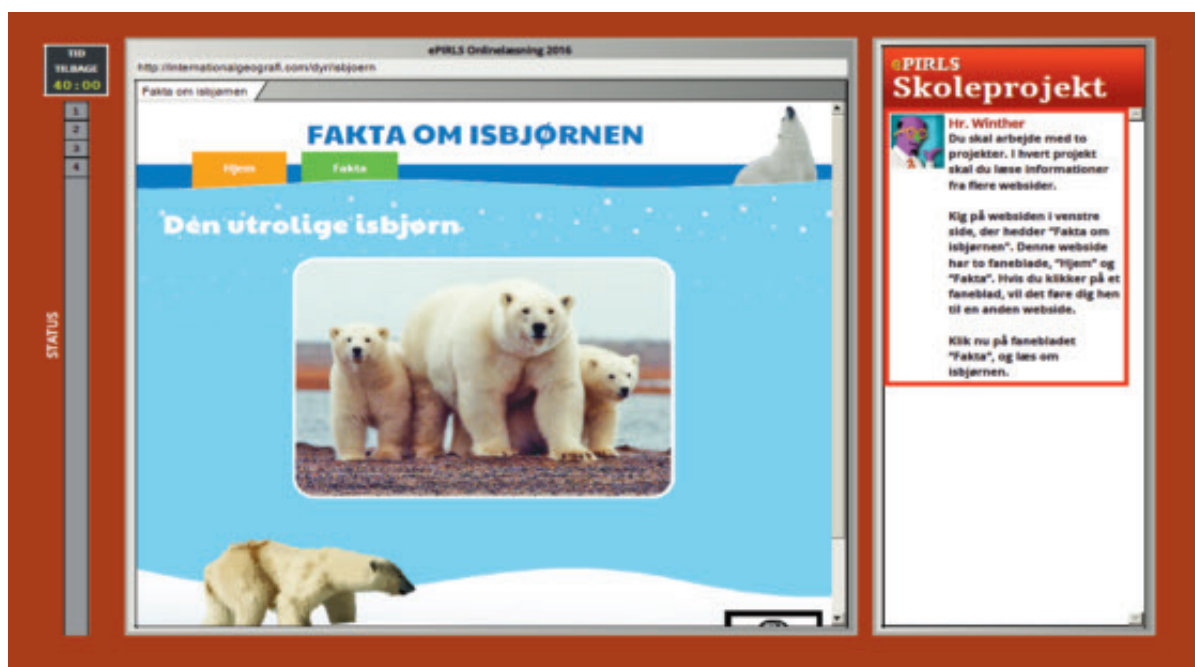 TID
TILBAGE
40:00
1
2
3
4
STATUS
ePIRLS Onlinelæsning 2016
http://internationalgeografi.com/dyr/isbjoern
Fakta om isbjørnen
FAKTA OM ISBJØRNEN
Hjem
Fakta
Den utrolige isbjørn
ePIRLS
Skoleprojekt
Hr. Winther
Du skal arbejde med to
projekter. I hvert projekt
skal du læse informationer
fra flere websider.
Kig på websiden i venstre
side, der hedder "Fakta om
isbjørnen". Denne webside
har to faneblade, "Hjem" og
"Fakta". Hvis du klikker på et
faneblad, vil det føre dig hen
til en anden webside.
Klik nu på fanebladet
"Fakta", og læs om
isbjørnen.